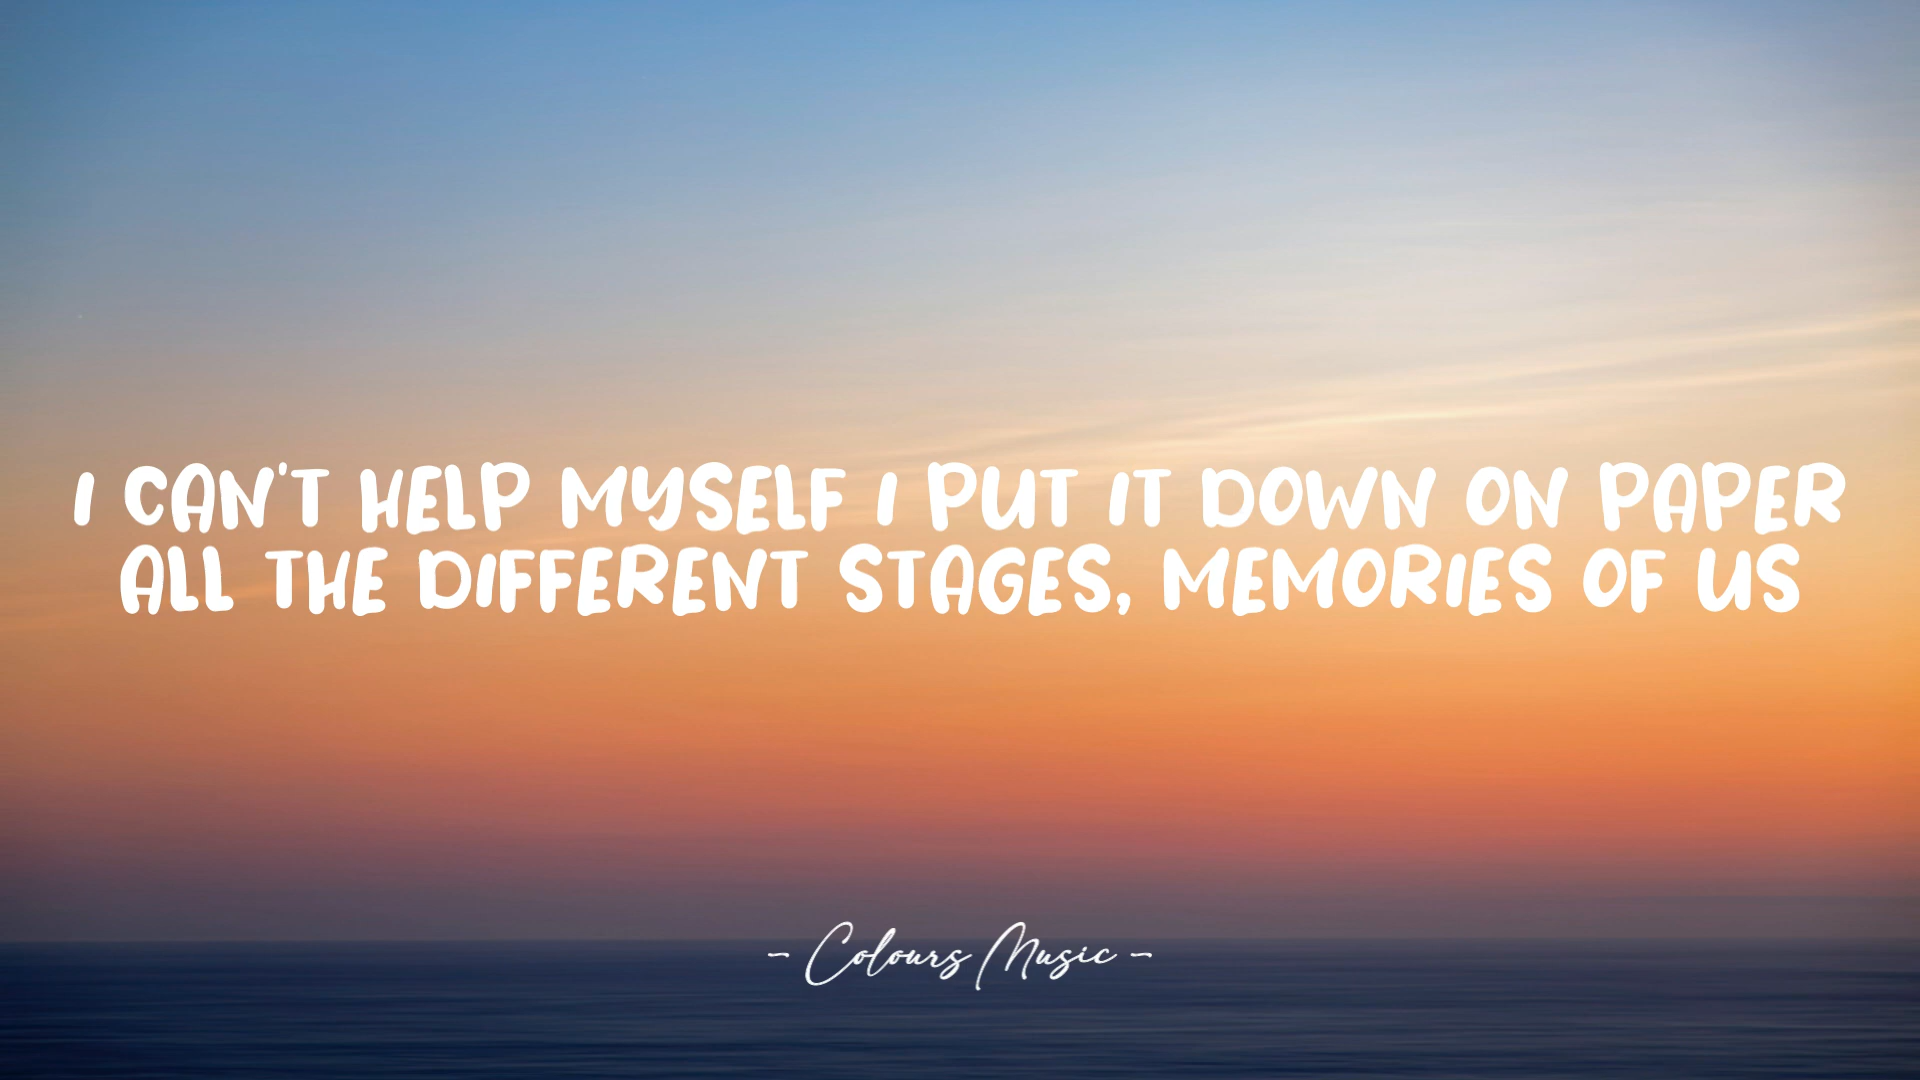 I CAN'T HELP MYSELF I PUT IT DOWN ON PAPER
ALL THE DIFFERENT STAGES, MEMORIES OF US
- Colours Music -